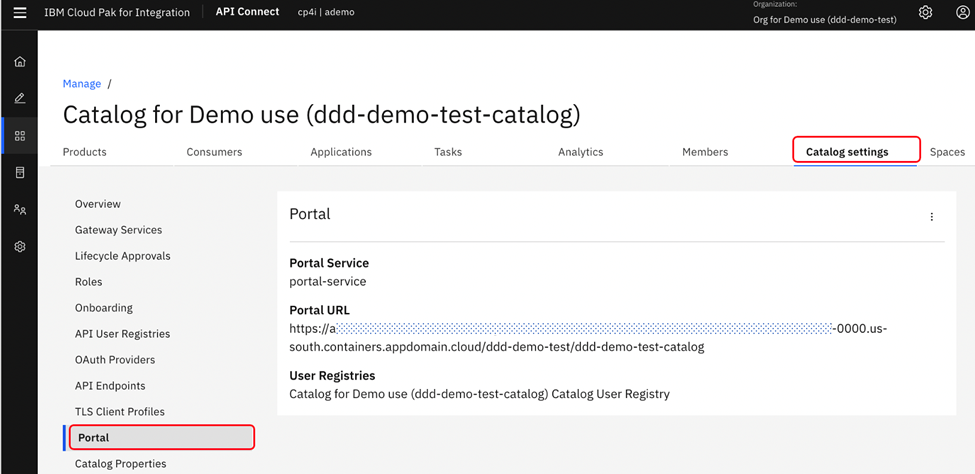 IBM Cloud Pak for Integration API Connect cp4i | ademo
Organization:
Org for Demo use (ddd-demo-test)
Manage /
Catalog for Demo use (ddd-demo-test-catalog)
Products Consumers Applications Tasks Analytics Members Catalog settings Spaces
Overview
Gateway Services
Lifecycle Approvals
Roles
Onboarding
API User Registries
OAuth Providers
API Endpoints
TLS Client Profiles
Portal
Catalog Properties
Portal
Portal Service
portal-service
Portal URL
https://a -0000.us-
south.containers.appdomain.cloud/ddd-demo-test/ddd-demo-test-catalog
User Registries
Catalog for Demo use (ddd-demo-test-catalog) Catalog User Registry